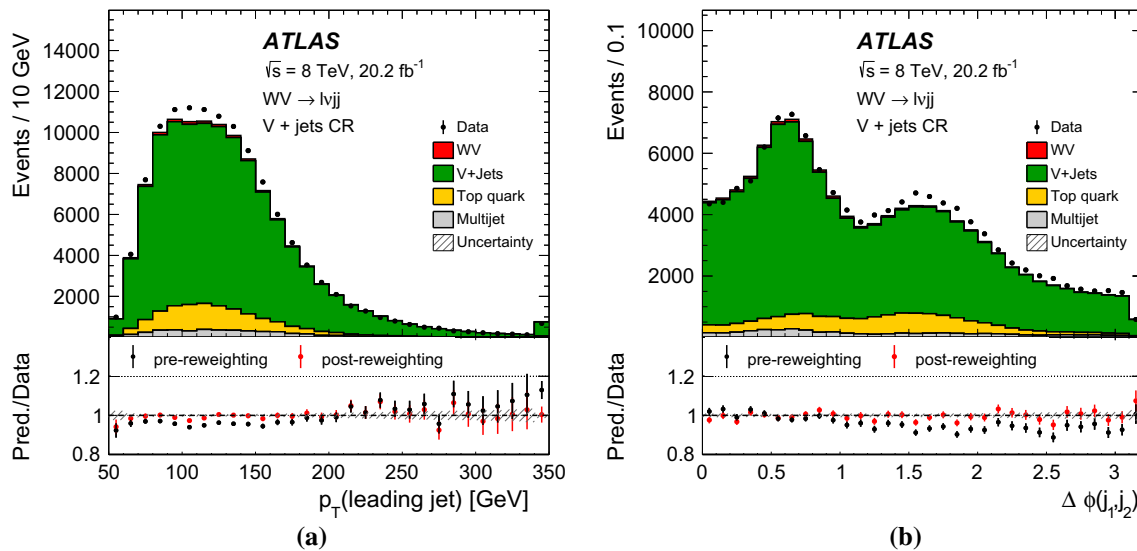 Events / 10 GeV
14000
12000
10000
8000
6000
4000
2000
ATLAS
√s = 8 TeV, 20.2 fb⁻¹
WV → lνjj
V + jets CR
Data
WV
V+Jets
Top quark
Multijet
Uncertainty
Pred./Data
pre-reweighting
post-reweighting
1.2
1
0.8
50 100 150 200 250 300 350
p_T(leading jet) [GeV]
(a)
Events / 0.1
10000
8000
6000
4000
2000
ATLAS
√s = 8 TeV, 20.2 fb⁻¹
WV → lνjj
V + jets CR
Data
WV
V+Jets
Top quark
Multijet
Uncertainty
Pred./Data
pre-reweighting
post-reweighting
1.2
1
0.8
0 0.5 1 1.5 2 2.5 3
Δ ϕ(j₁,j₂)
(b)